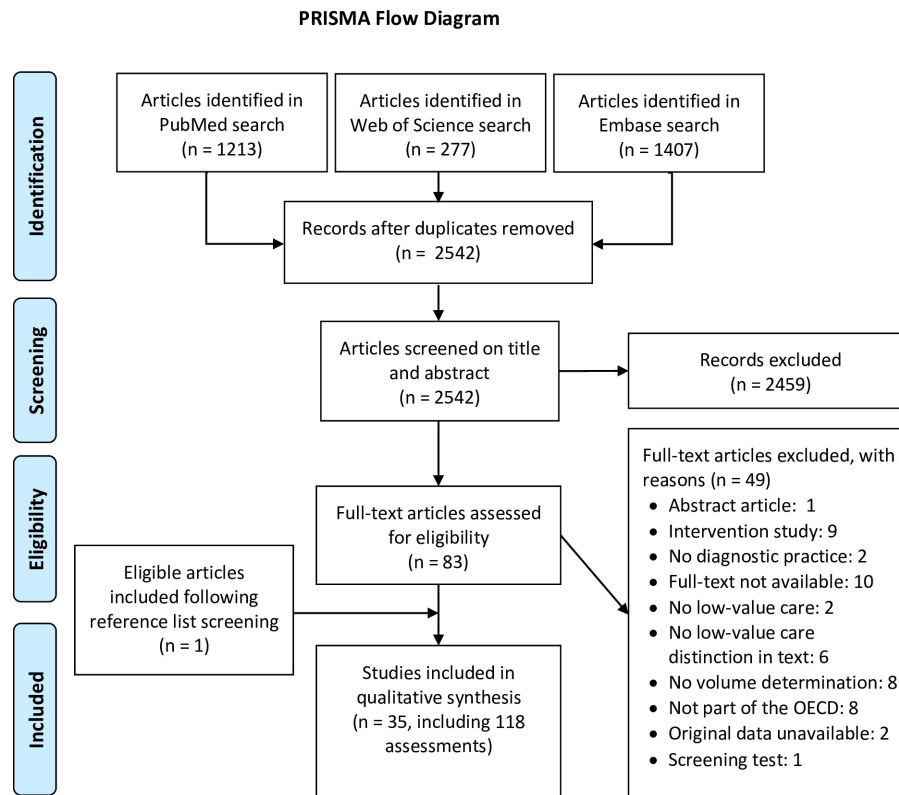 PRISMA Flow Diagram
Identification
Articles identified in
PubMed search
(n = 1213)
Articles identified in
Web of Science search
(n = 277)
Articles identified in
Embase search
(n = 1407)
Records after duplicates removed
(n = 2542)
Screening
Articles screened on title
and abstract
(n = 2542)
Records excluded
(n = 2459)
Eligibility
Full-text articles assessed
for eligibility
(n = 83)
Full-text articles excluded, with
reasons (n = 49)
• Abstract article: 1
• Intervention study: 9
• No diagnostic practice: 2
• Full-text not available: 10
• No low-value care: 2
• No low-value care
distinction in text: 6
• No volume determination: 8
• Not part of the OECD: 8
• Original data unavailable: 2
• Screening test: 1
Eligible articles
included following
reference list screening
(n = 1)
Included
Studies included in
qualitative synthesis
(n = 35, including 118
assessments)